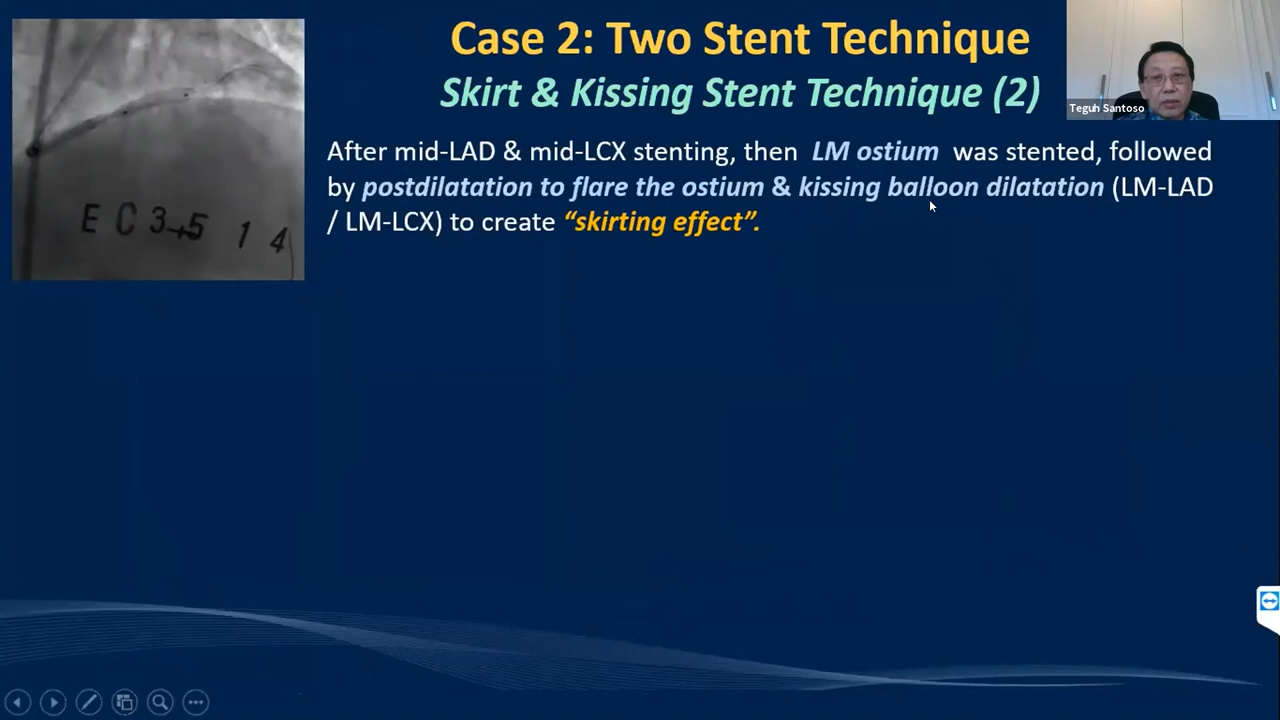 Case 2: Two Stent Technique
Skirt & Kissing Stent Technique (2)
Teguh Santoso
After mid-LAD & mid-LCX stenting, then LM ostium was stented, followed
by postdilatation to flare the ostium & kissing balloon dilatation (LM-LAD
/ LM-LCX) to create “skirting effect”.
E C 3→5 1 4